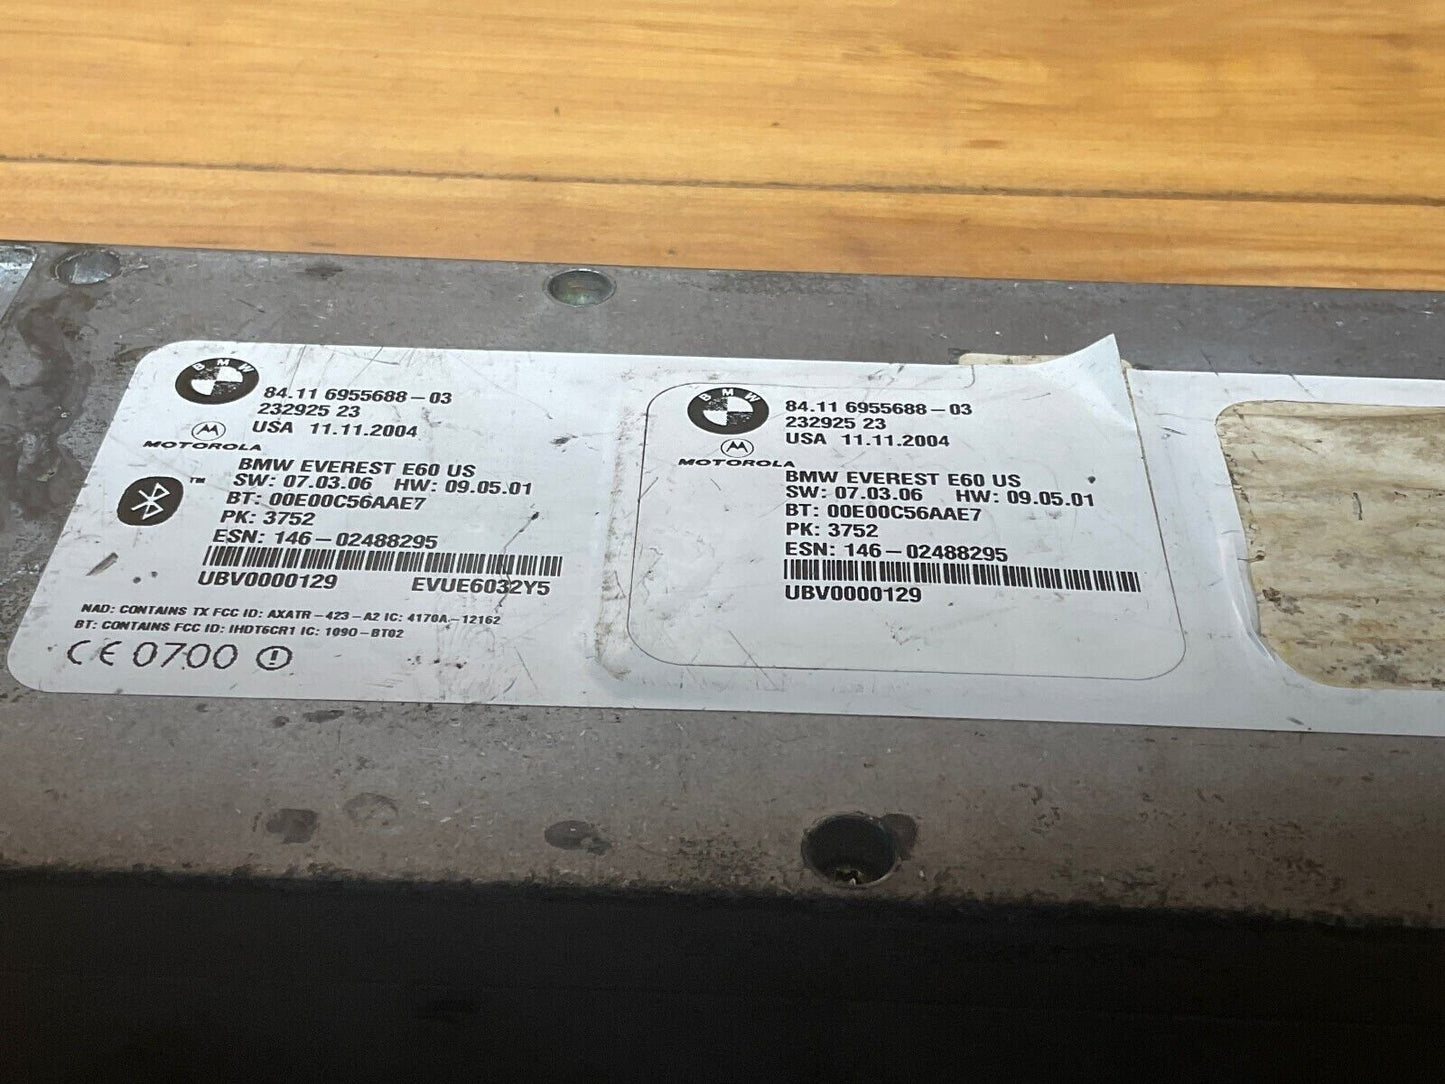 BMW
84.11 6955688-03
232925 23
USA 11.11.2004
MOTOROLA
BMW EVEREST E60 US
SW: 07.03.06 HW: 09.05.01
TM
BT: 00E00C56AAE7
PK: 3752
ESN: 146-02488295
UBV0000129 EVUE6032Y5
NAD: CONTAINS TX FCC ID: AXATR-423-A2 IC: 4170A-12162
BT: CONTAINS FCC ID: IHDT6CR1 IC: 1090-BT02
CE 0700
BMW
84.11 6955688-03
232925 23
USA 11.11.2004
MOTOROLA
BMW EVEREST E60 US
SW: 07.03.06 HW: 09.05.01
BT: 00E00C56AAE7
PK: 3752
ESN: 146-02488295
UBV0000129